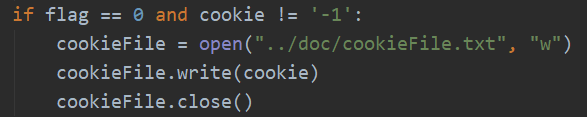 if flag == 0 and cookie != '-1':
    cookieFile = open("../doc/cookieFile.txt", "w")
    cookieFile.write(cookie)
    cookieFile.close()